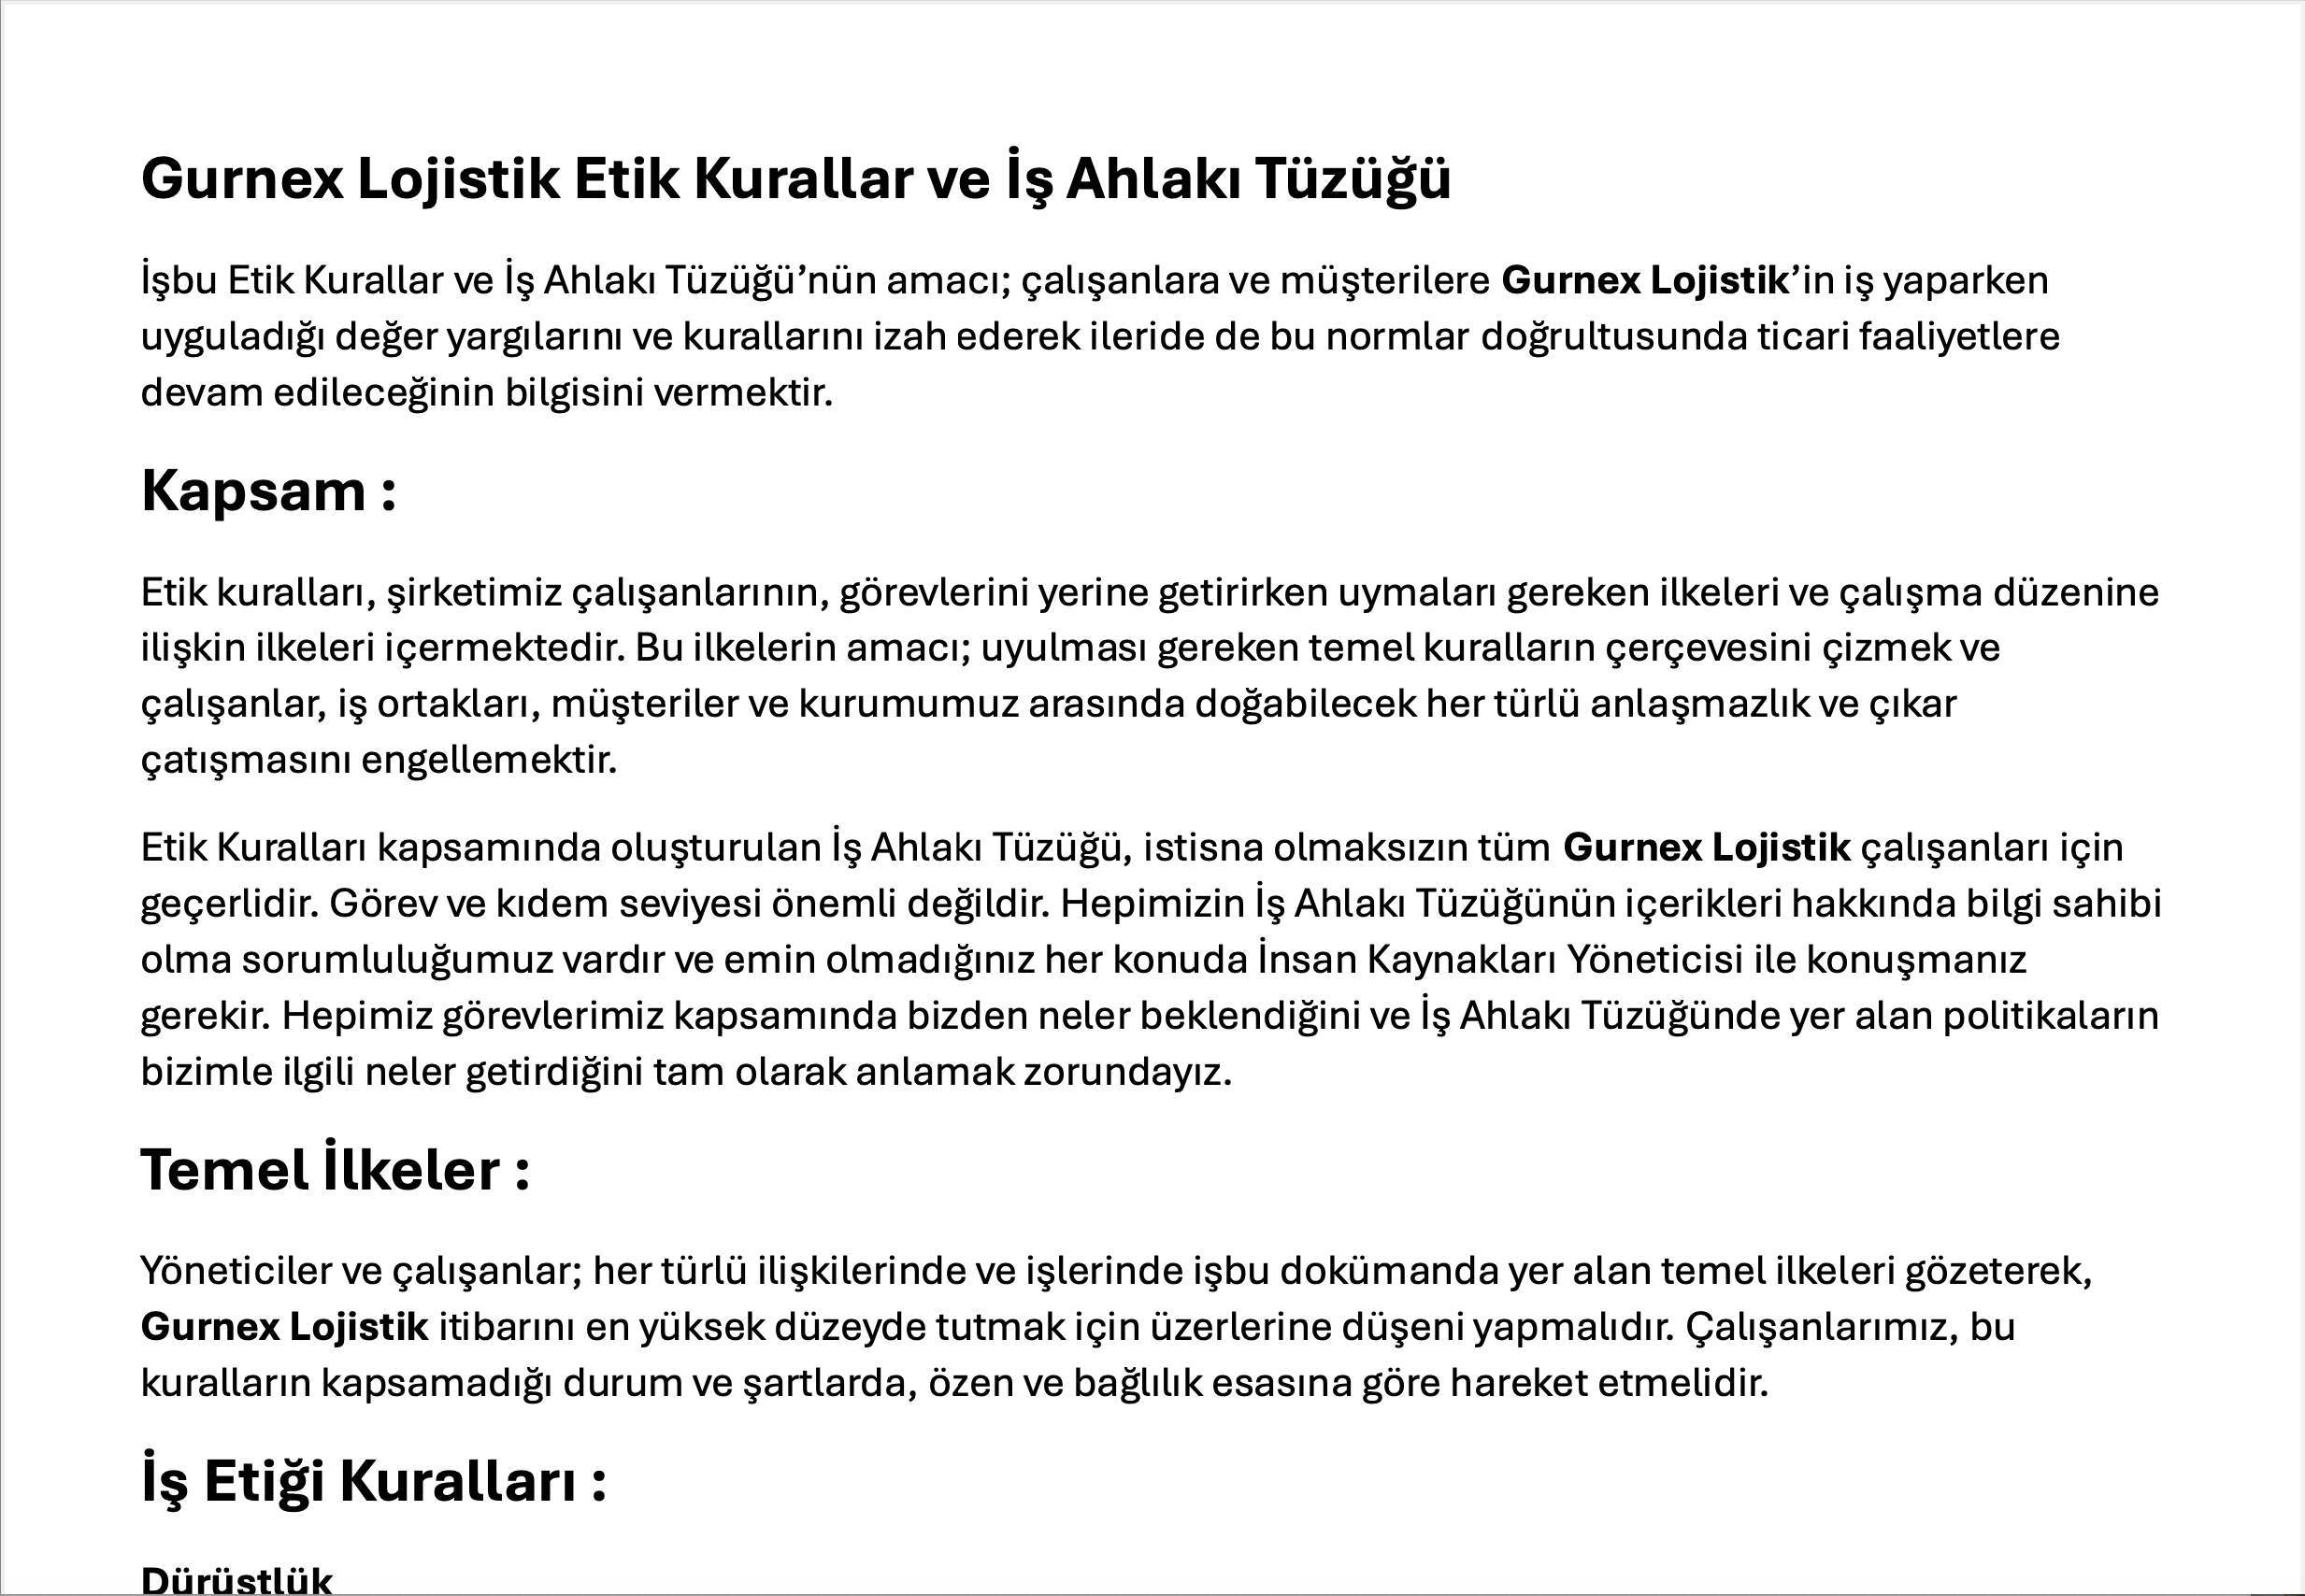 Gurnex Lojistik Etik Kurallar ve İş Ahlakı Tüzüğü
İşbu Etik Kurallar ve İş Ahlakı Tüzüğü’nün amacı; çalışanlara ve müşterilere Gurnex Lojistik’in iş yaparken
uyguladığı değer yargılarını ve kurallarını izah ederek ileride de bu normlar doğrultusunda ticari faaliyetlere
devam edileceğinin bilgisini vermektir.
Kapsam :
Etik kuralları, şirketimiz çalışanlarının, görevlerini yerine getirirken uymaları gereken ilkeleri ve çalışma düzenine
ilişkin ilkeleri içermektedir. Bu ilkelerin amacı; uyulması gereken temel kuralların çerçevesini çizmek ve
çalışanlar, iş ortakları, müşteriler ve kurumumuz arasında doğabilecek her türlü anlaşmazlık ve çıkar
çatışmasını engellemektir.
Etik Kuralları kapsamında oluşturulan İş Ahlakı Tüzüğü, istisna olmaksızın tüm Gurnex Lojistik çalışanları için
geçerlidir. Görev ve kıdem seviyesi önemli değildir. Hepimizin İş Ahlakı Tüzüğünün içerikleri hakkında bilgi sahibi
olma sorumluluğumuz vardır ve emin olmadığınız her konuda İnsan Kaynakları Yöneticisi ile konuşmanız
gerekir. Hepimiz görevlerimiz kapsamında bizden neler beklendiğini ve İş Ahlakı Tüzüğünde yer alan politikaların
bizimle ilgili neler getirdiğini tam olarak anlamak zorundayız.
Temel İlkeler :
Yöneticiler ve çalışanlar; her türlü ilişkilerinde ve işlerinde işbu dokümanda yer alan temel ilkeleri gözeterek,
Gurnex Lojistik itibarını en yüksek düzeyde tutmak için üzerlerine düşeni yapmalıdır. Çalışanlarımız, bu
kuralların kapsamadığı durum ve şartlarda, özen ve bağlılık esasına göre hareket etmelidir.
İş Etiği Kuralları :
Dürüstlük